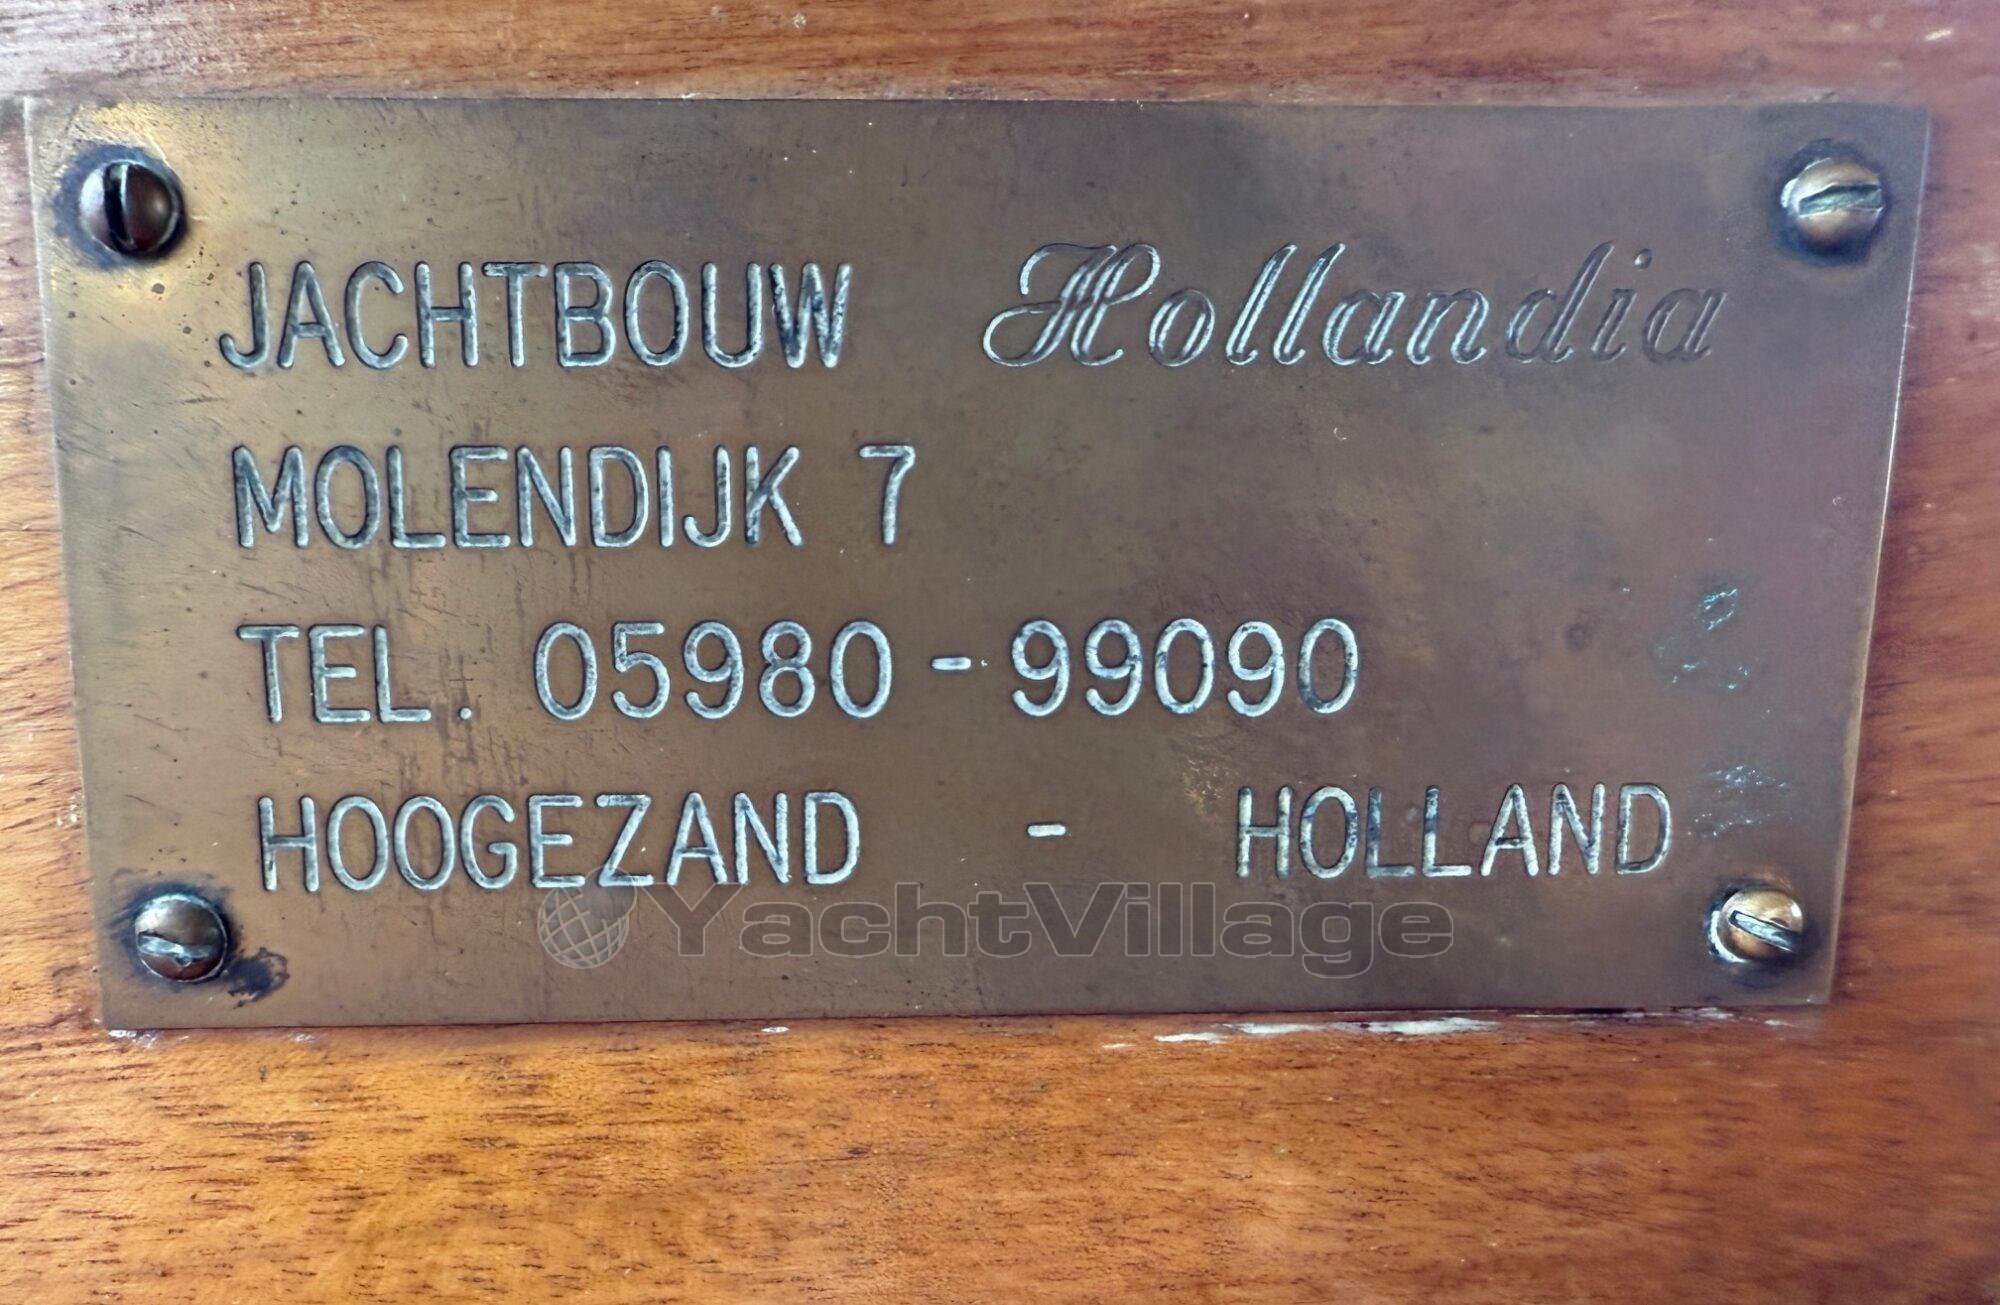 JACHTBOUW Hollandia
MOLENDIJK 7
TEL. 05980-99090
HOOGEZAND - HOLLAND
YachtVillage